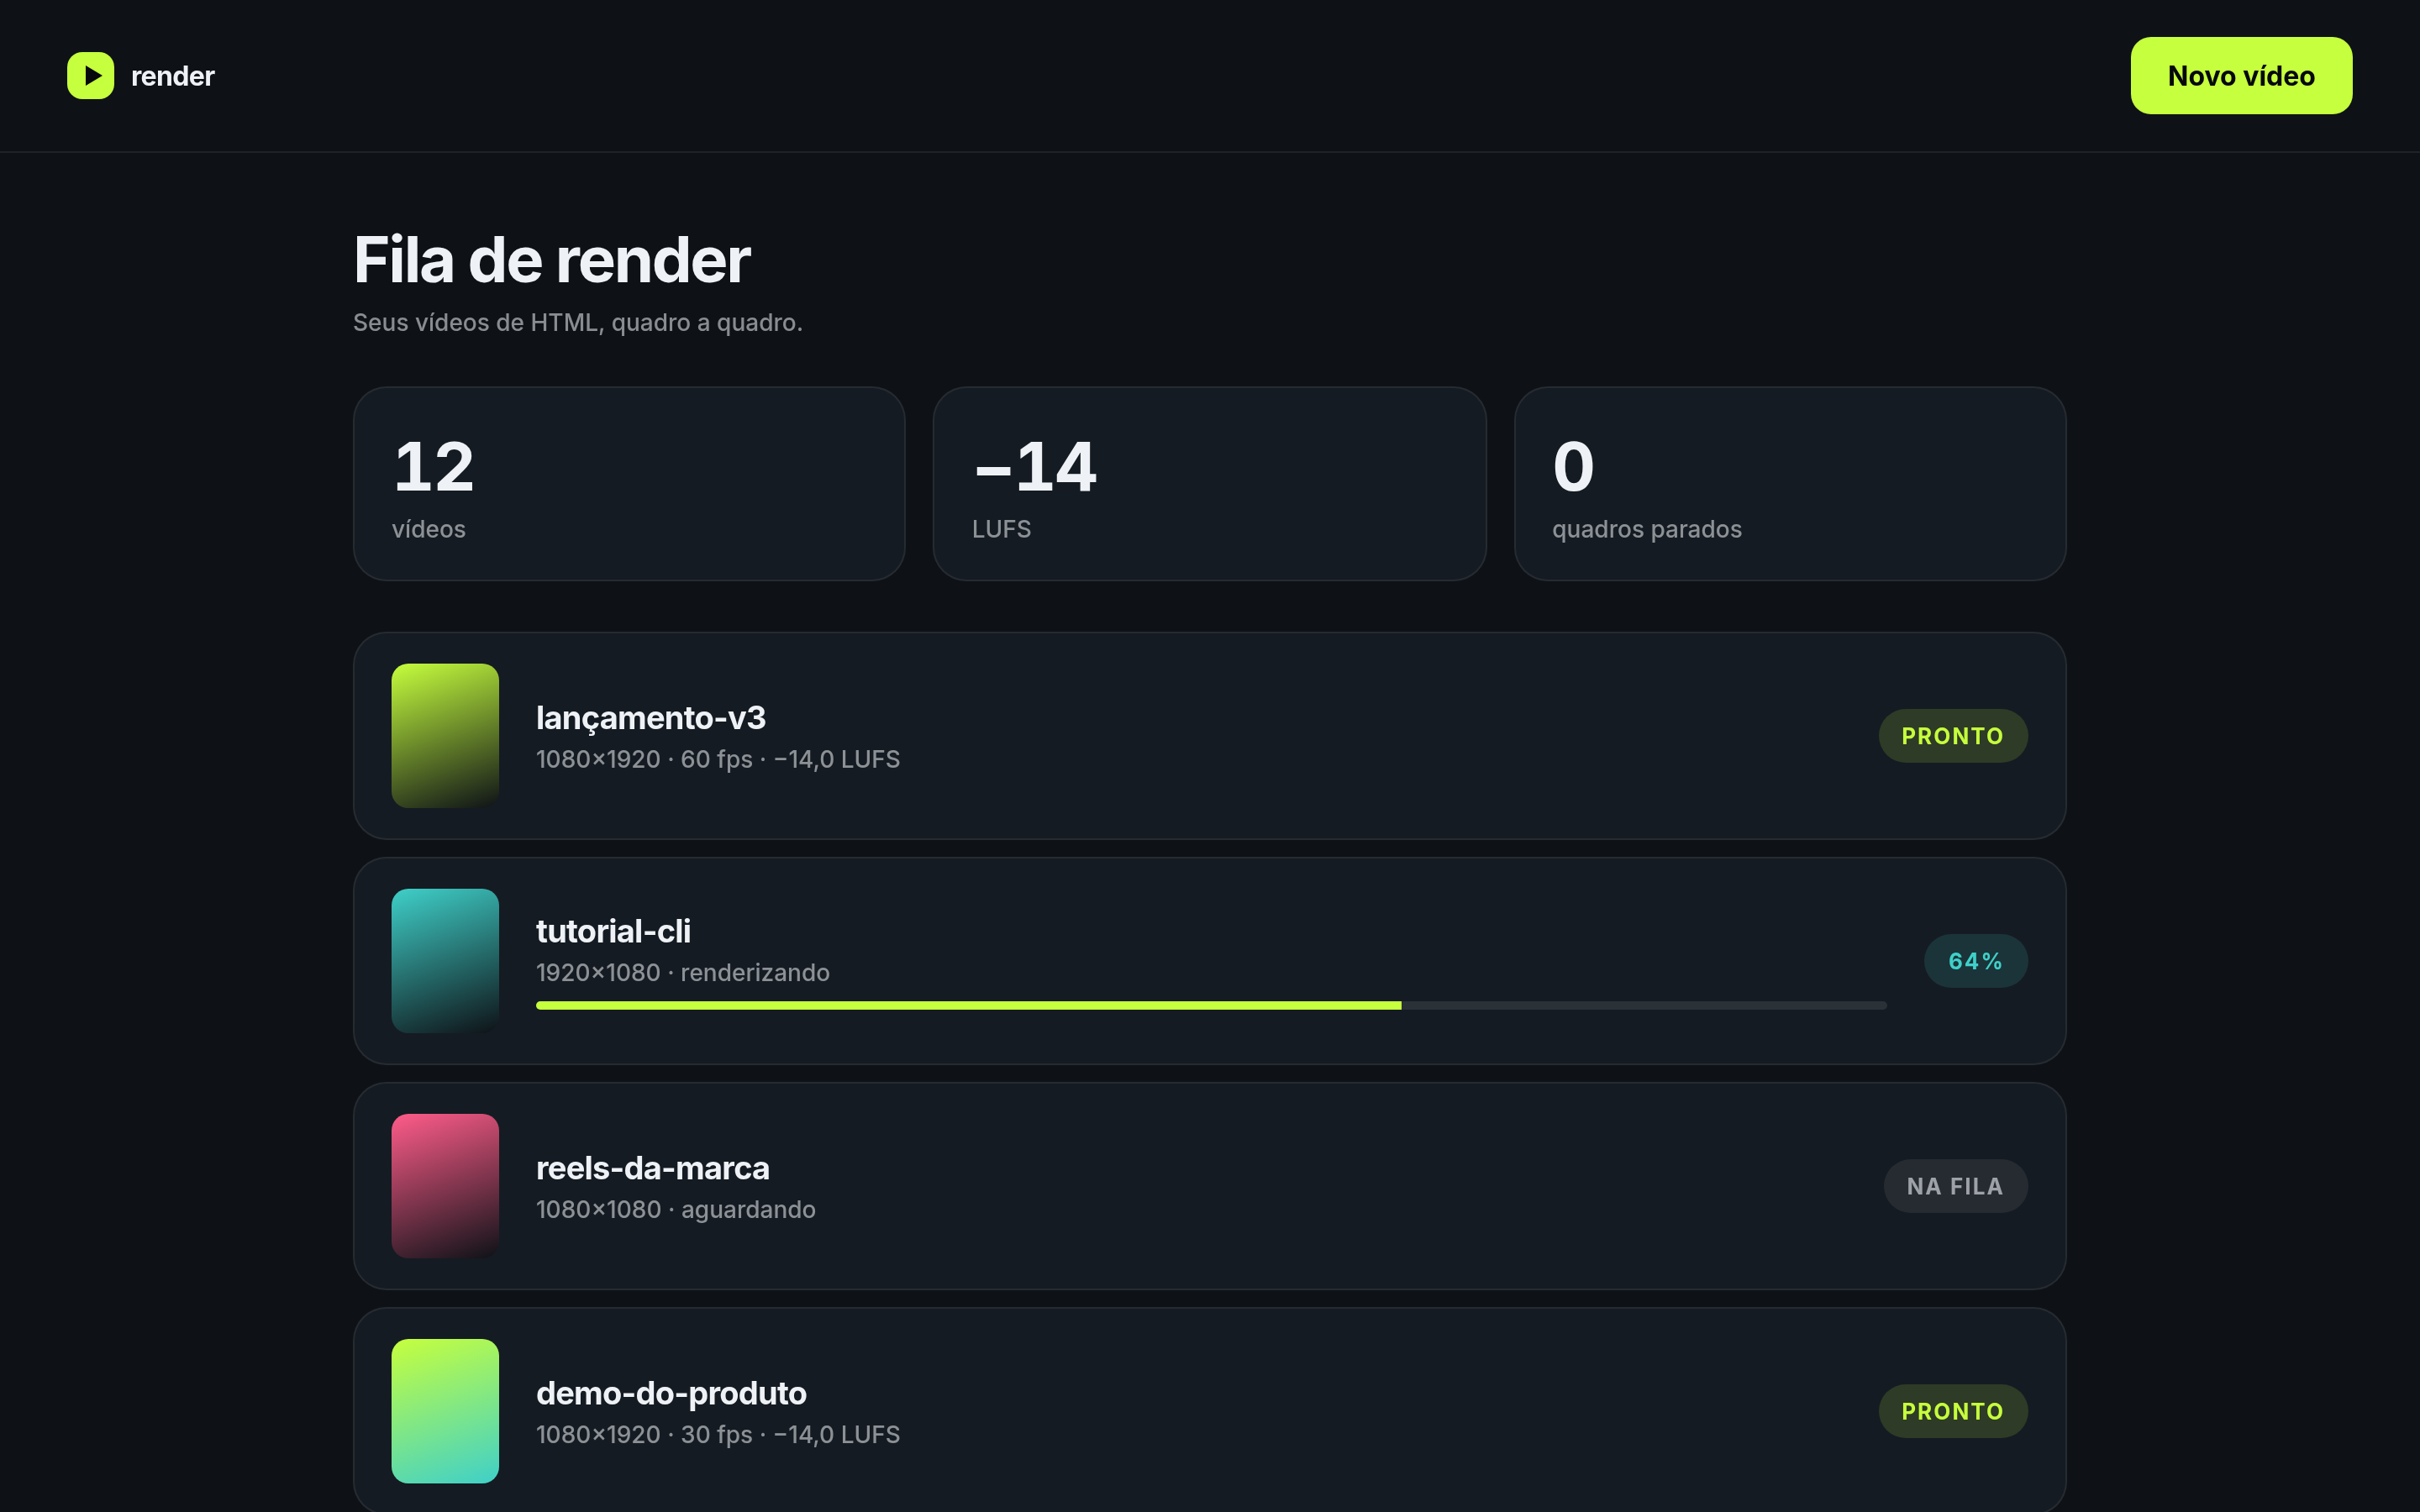 render
Novo vídeo
Fila de render
Seus vídeos de HTML, quadro a quadro.
12
vídeos
−14
LUFS
0
quadros parados
lançamento-v3
1080×1920 · 60 fps · −14,0 LUFS
PRONTO
tutorial-cli
1920×1080 · renderizando
64%
reels-da-marca
1080×1080 · aguardando
NA FILA
demo-do-produto
1080×1920 · 30 fps · −14,0 LUFS
PRONTO